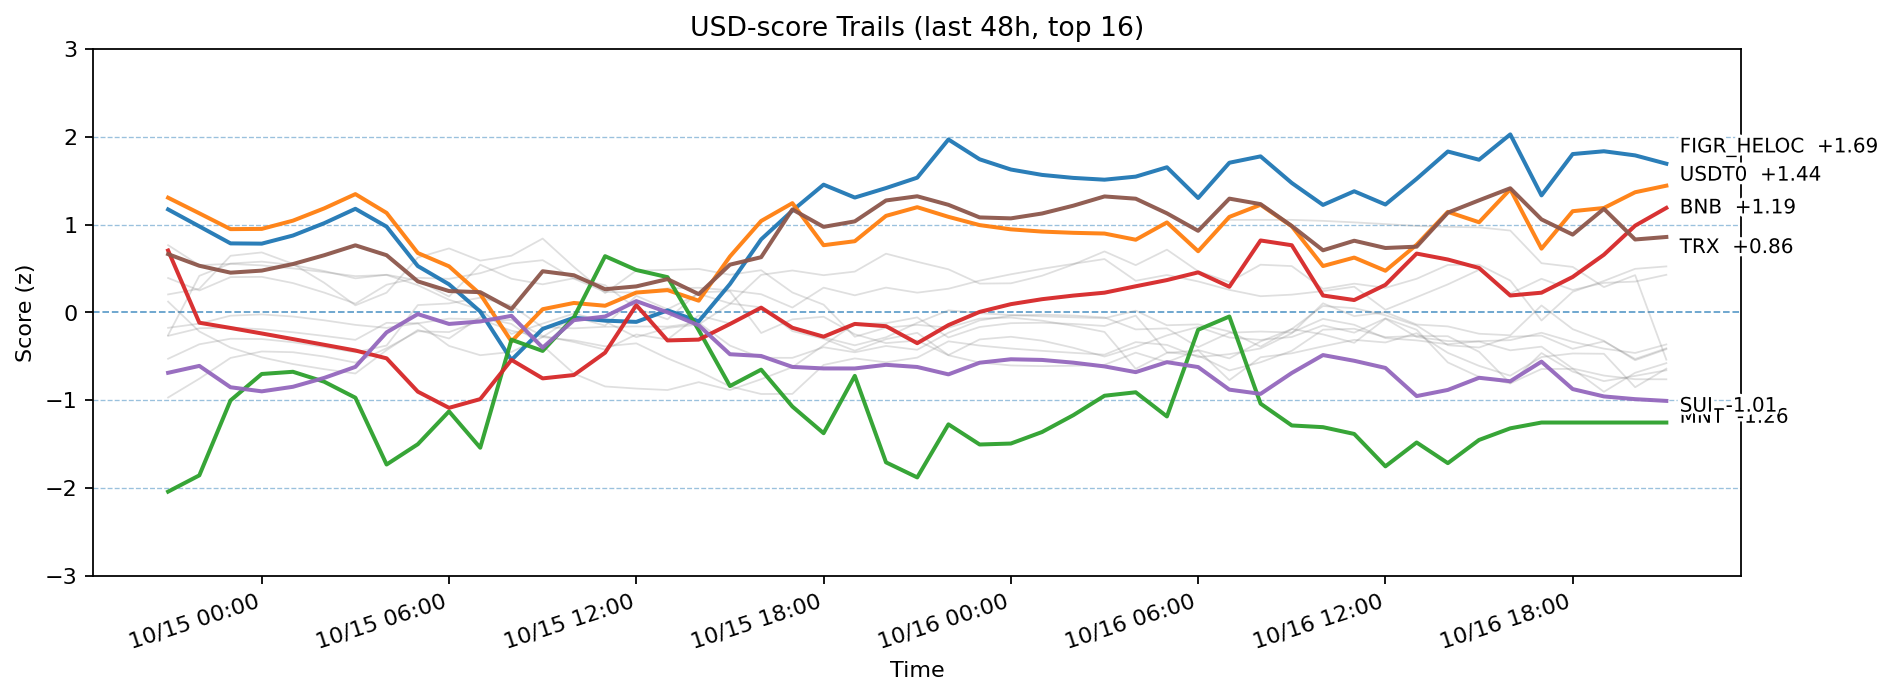 USD-score Trails (last 48h, top 16)
3
2
1
0
−1
−2
−3
Score (z)
FIGR_HELOC +1.69
USDT0 +1.44
BNB +1.19
TRX +0.86
SUI -1.01
MNT -1.26
10/15 00:00
10/15 06:00
10/15 12:00
10/15 18:00
10/16 00:00
10/16 06:00
10/16 12:00
10/16 18:00
Time